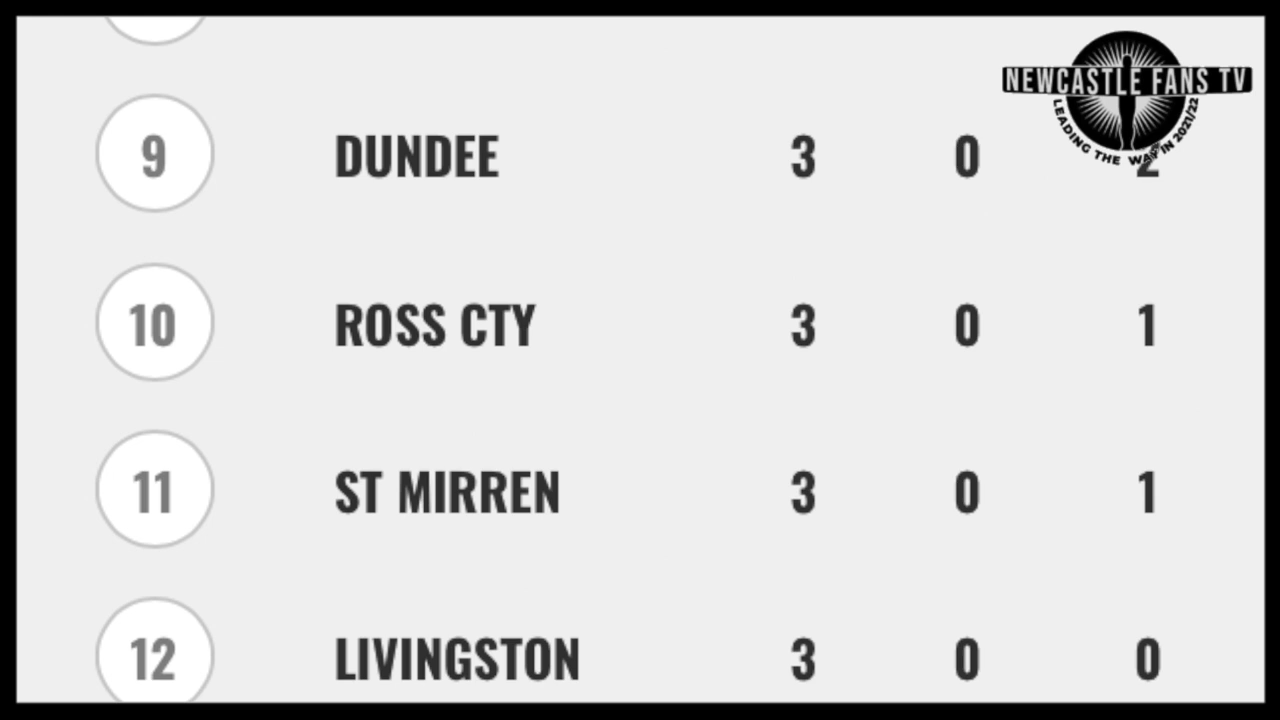 NEWCASTLE FANS TV
LEADING THE WAY IN 2021/22
9 DUNDEE 3 0 2
10 ROSS CTY 3 0 1
11 ST MIRREN 3 0 1
12 LIVINGSTON 3 0 0